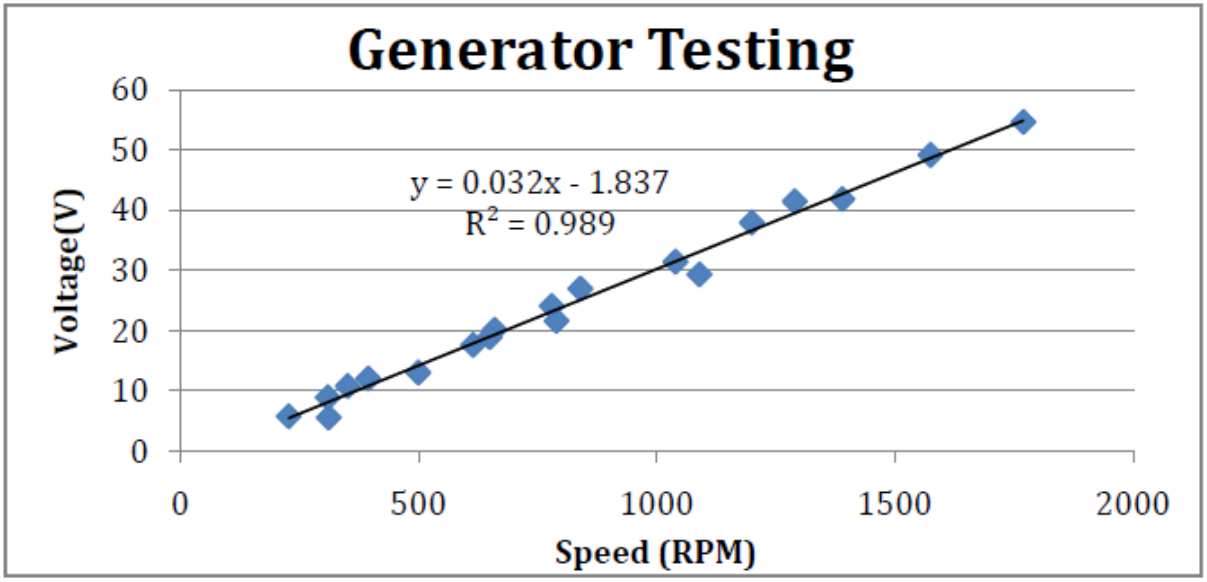 Generator Testing
60
50
40
30
20
10
0
y = 0.032x - 1.837
R² = 0.989
Voltage(V)
0 500 1000 1500 2000
Speed (RPM)